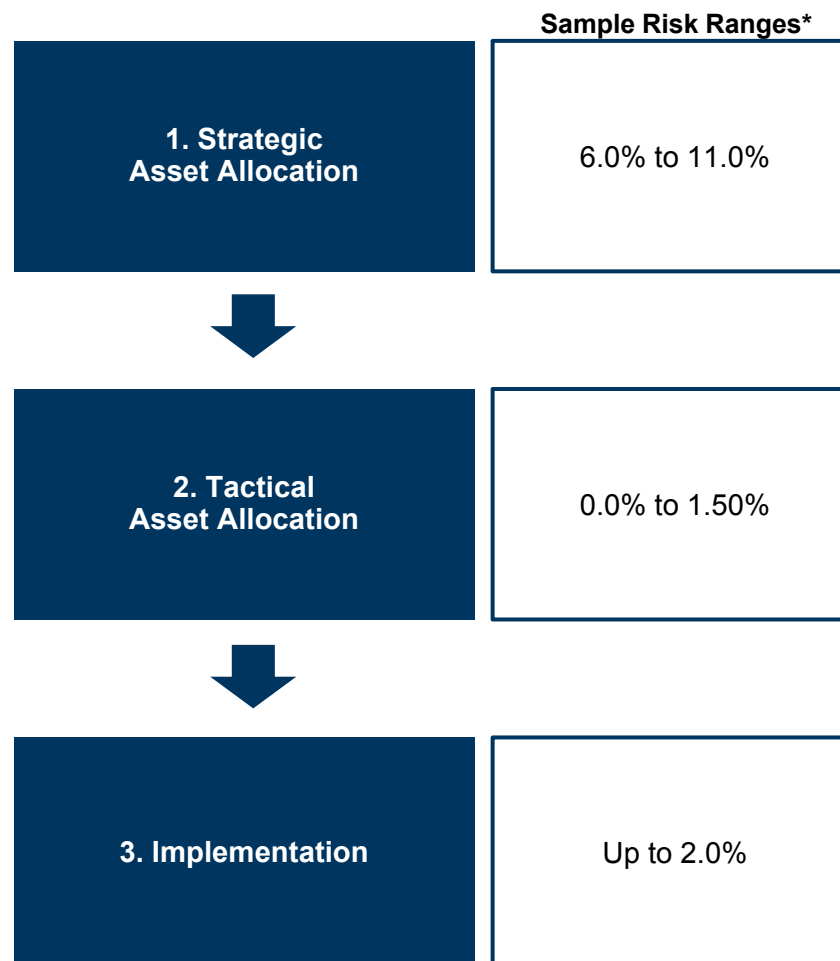 Sample Risk Ranges*
1. Strategic
Asset Allocation
6.0% to 11.0%
2. Tactical
Asset Allocation
0.0% to 1.50%
3. Implementation
Up to 2.0%